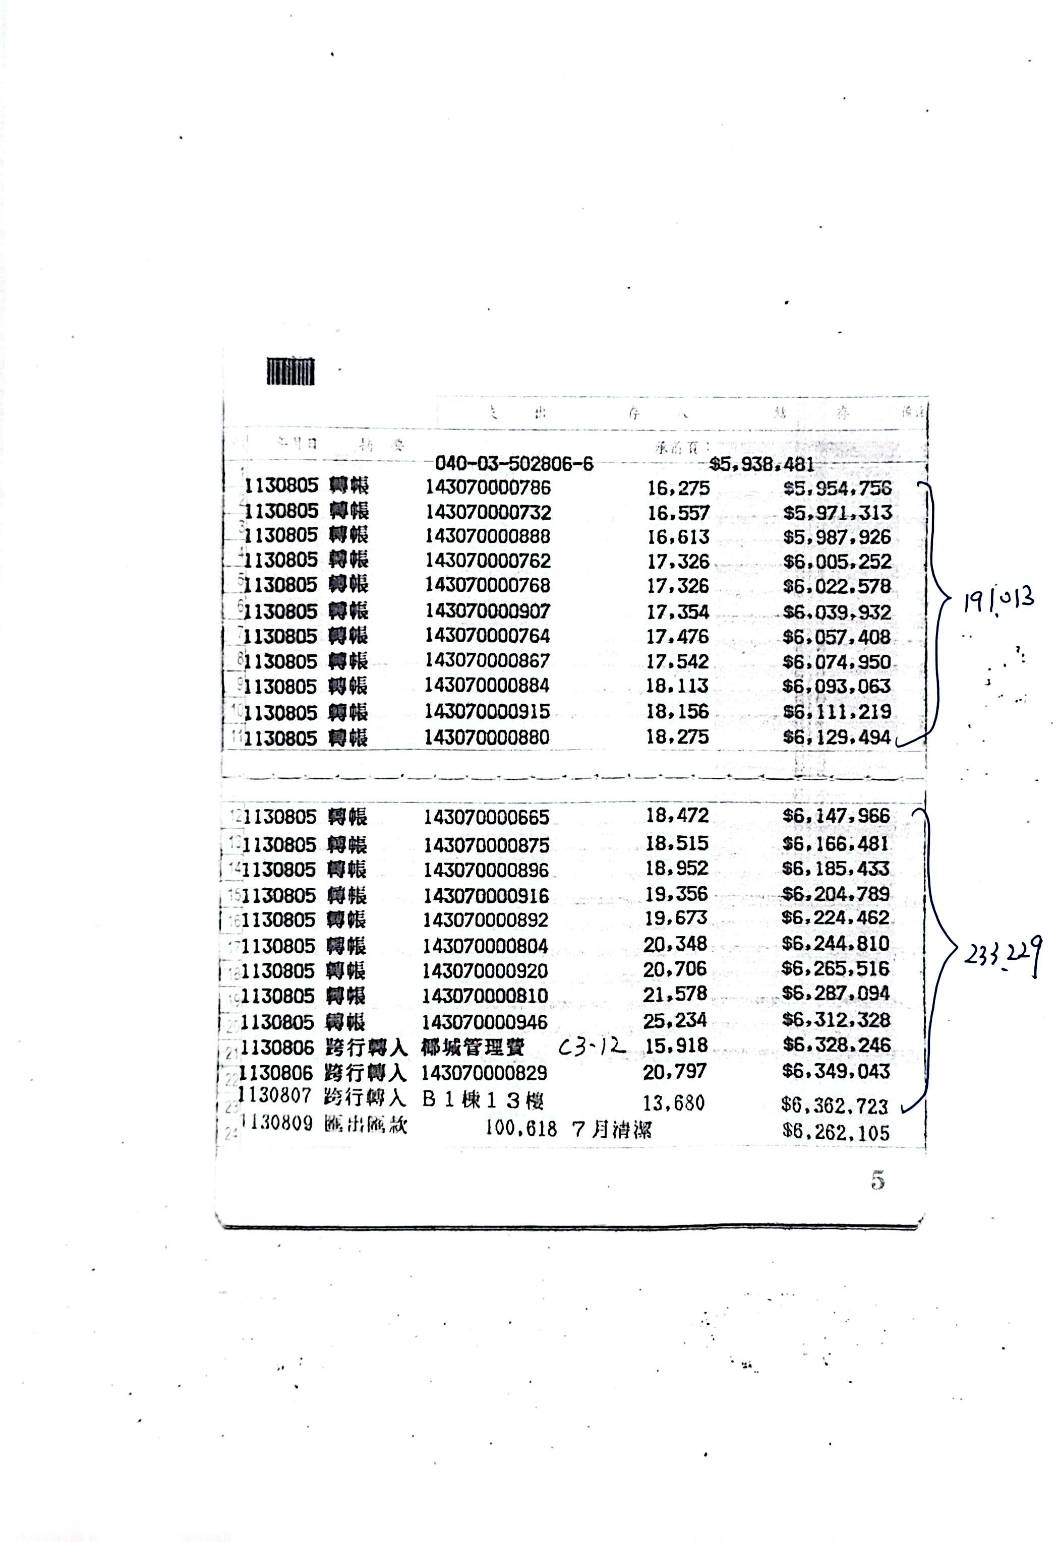 支出 存入 結存
年月日 摘要 承前頁：
040-03-502806-6 $5,938,481
1 1130805 轉帳 143070000786 16,275 $5,954,756
2 1130805 轉帳 143070000732 16,557 $5,971,313
3 1130805 轉帳 143070000888 16,613 $5,987,926
4 1130805 轉帳 143070000762 17,326 $6,005,252
5 1130805 轉帳 143070000768 17,326 $6,022,578
6 1130805 轉帳 143070000907 17,354 $6,039,932
191,013
7 1130805 轉帳 143070000764 17,476 $6,057,408
8 1130805 轉帳 143070000867 17,542 $6,074,950
9 1130805 轉帳 143070000884 18,113 $6,093,063
10 1130805 轉帳 143070000915 18,156 $6,111,219
11 1130805 轉帳 143070000880 18,275 $6,129,494
12 1130805 轉帳 143070000665 18,472 $6,147,966
13 1130805 轉帳 143070000875 18,515 $6,166,481
14 1130805 轉帳 143070000896 18,952 $6,185,433
15 1130805 轉帳 143070000916 19,356 $6,204,789
16 1130805 轉帳 143070000892 19,673 $6,224,462
17 1130805 轉帳 143070000804 20,348 $6,244,810
233,229
18 1130805 轉帳 143070000920 20,706 $6,265,516
19 1130805 轉帳 143070000810 21,578 $6,287,094
20 1130805 轉帳 143070000946 25,234 $6,312,328
21 1130806 跨行轉入 椰城管理費 C3-12 15,918 $6,328,246
22 1130806 跨行轉入 143070000829 20,797 $6,349,043
23 1130807 跨行轉入 B1棟13樓 13,680 $6,362,723
24 1130809 匯出匯款 100,618 7月清潔 $6,262,105
5